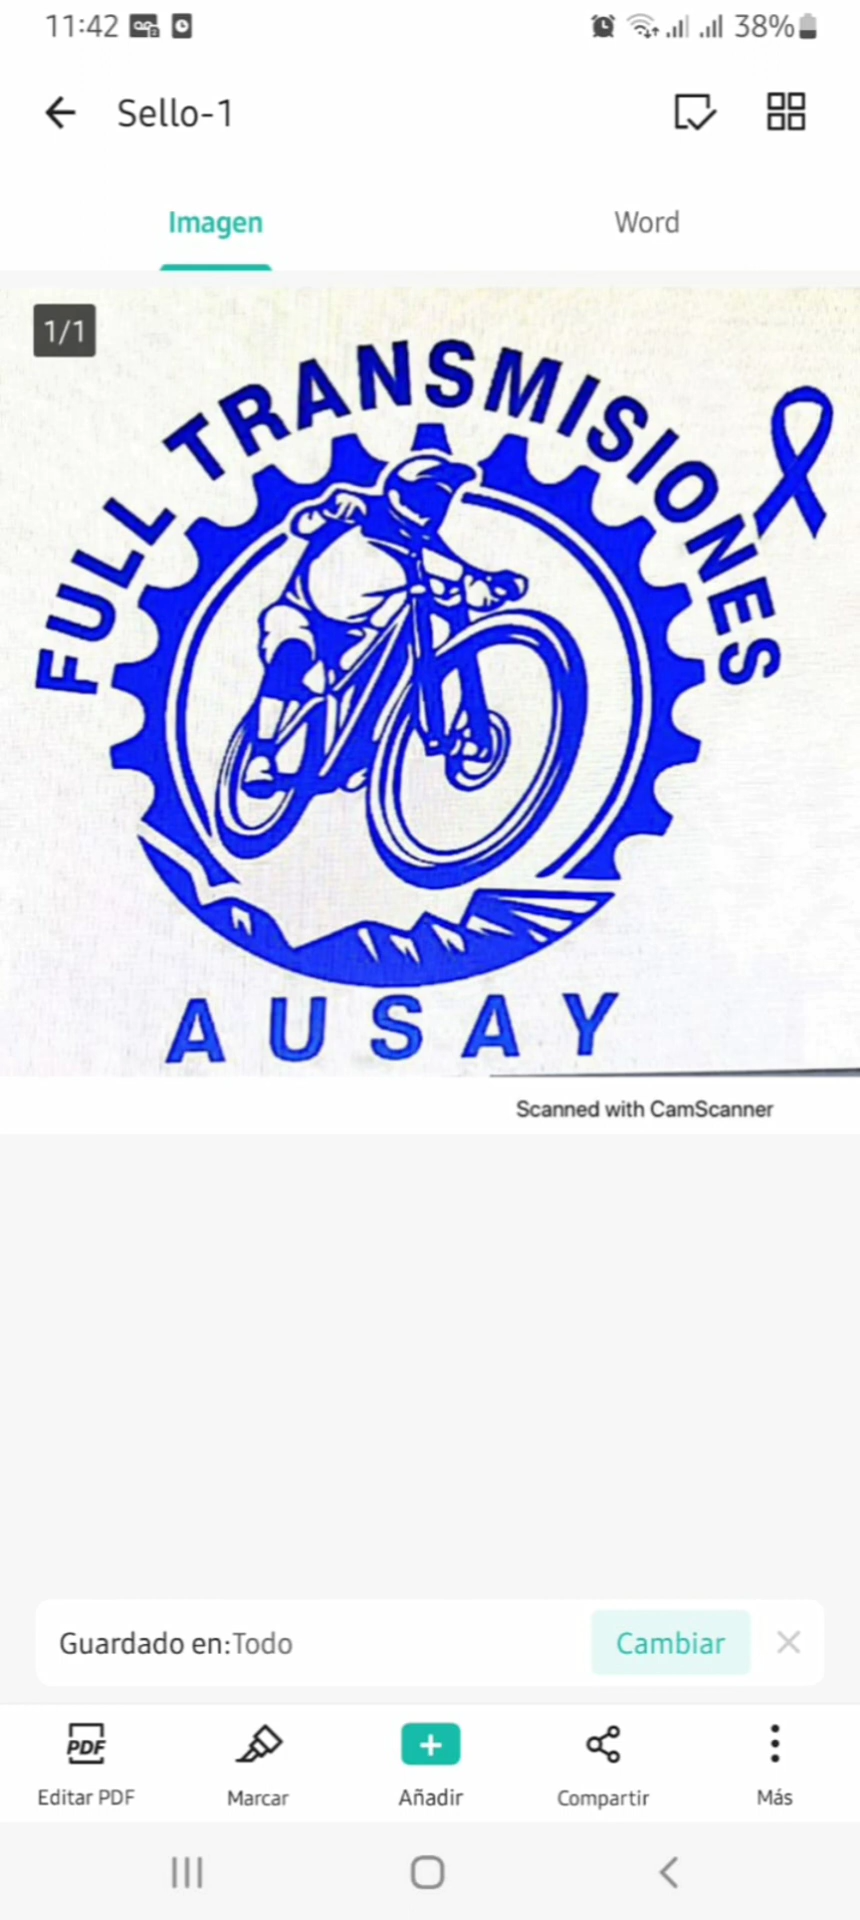 11:42
38%
Sello-1
Imagen
Word
1/1
FULL TRANSMISIONES
AUSAY
Scanned with CamScanner
Guardado en:Todo
Cambiar
PDF
Editar PDF
Marcar
Añadir
Compartir
Más